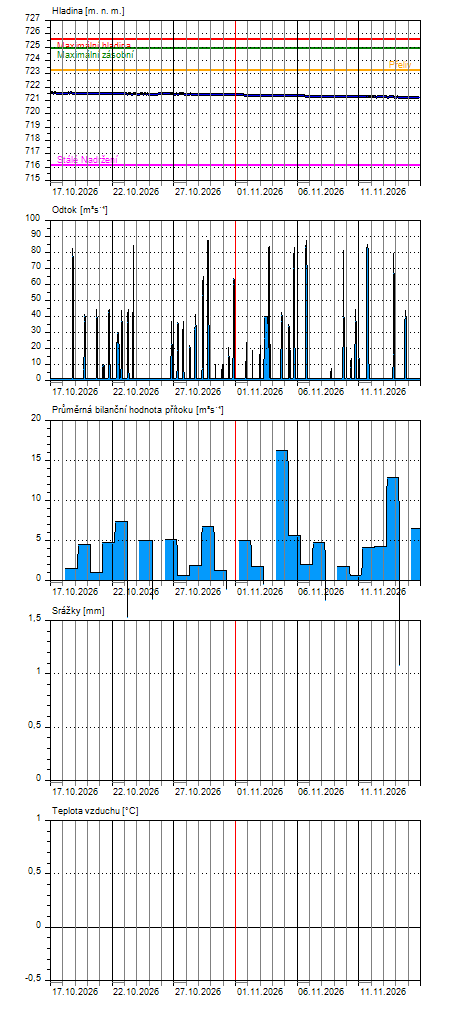 Hladina [m. n. m.]
727
726
725
724
723
722
721
720
719
718
717
716
715
Maximální hladina
Maximální zásobní
Přeliv
Stálé Nadržení
17.10.2026 22.10.2026 27.10.2026 01.11.2026 06.11.2026 11.11.2026
Odtok [m³s⁻¹]
100
90
80
70
60
50
40
30
20
10
0
17.10.2026 22.10.2026 27.10.2026 01.11.2026 06.11.2026 11.11.2026
Průměrná bilanční hodnota přítoku [m³s⁻¹]
20
15
10
5
0
17.10.2026 22.10.2026 27.10.2026 01.11.2026 06.11.2026 11.11.2026
Srážky [mm]
1,5
1
0,5
0
17.10.2026 22.10.2026 27.10.2026 01.11.2026 06.11.2026 11.11.2026
Teplota vzduchu [°C]
1
0,5
0
-0,5
17.10.2026 22.10.2026 27.10.2026 01.11.2026 06.11.2026 11.11.2026